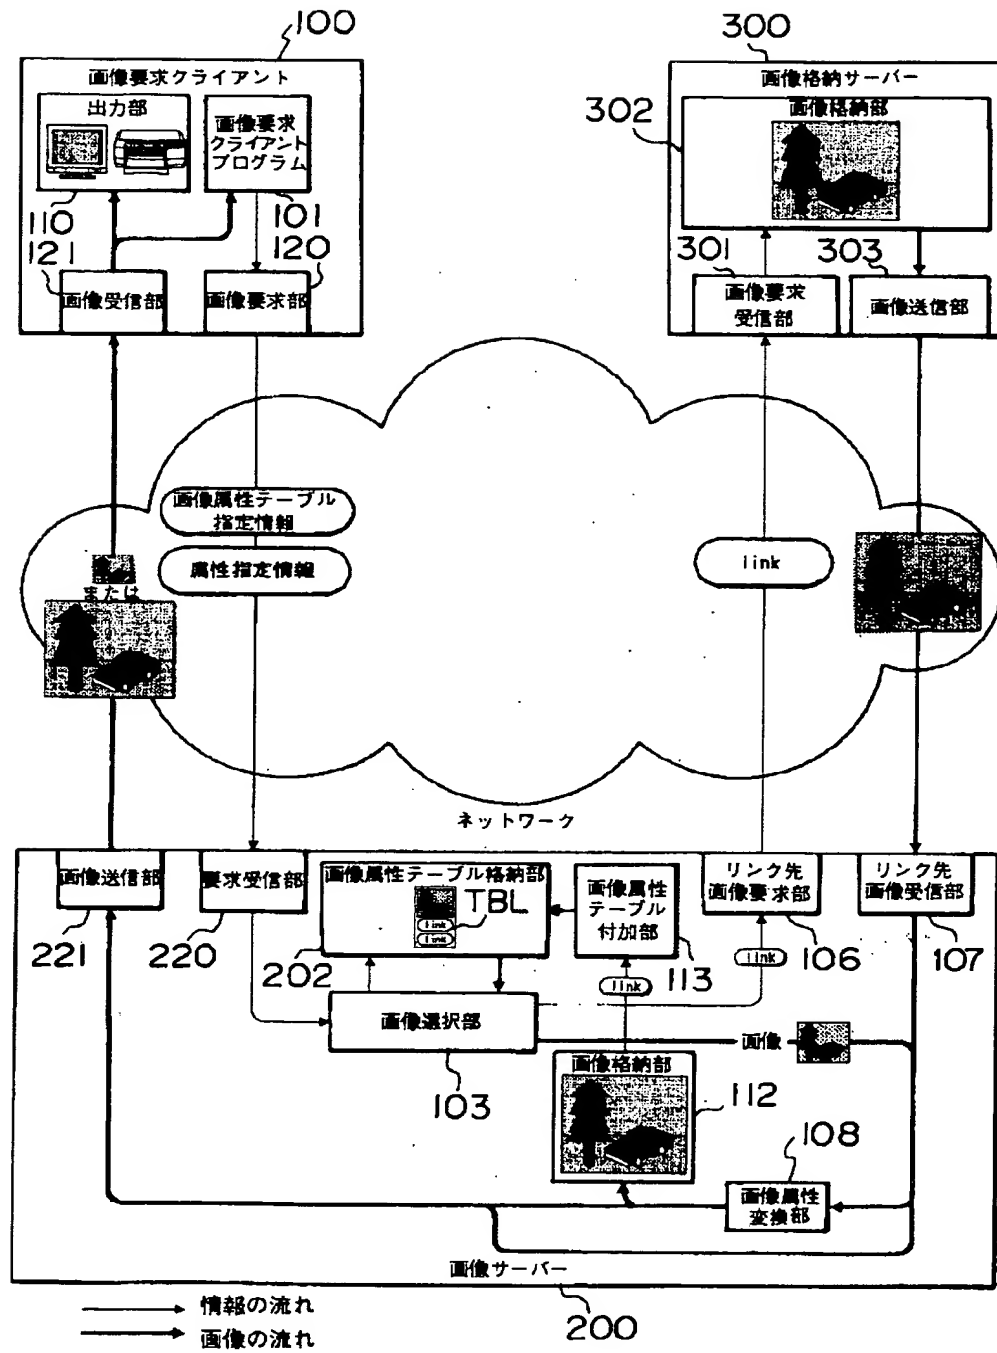 100
画像要求クライアント
出力部
画像要求
クライアント
プログラム
110
101
121
120
画像受信部
画像要求部
300
画像格納サーバー
302
画像格納部
301
303
画像要求
受信部
画像送信部
画像属性テーブル
指定情報
属性指定情報
または
link
ネットワーク
画像送信部
要求受信部
画像属性テーブル格納部
TBL
link
link
画像属性
テーブル
付加部
リンク先
画像要求部
リンク先
画像受信部
221
220
202
113
106
107
link
link
画像選択部
画像
103
画像格納部
112
108
画像属性
変換部
画像サーバー
200
情報の流れ
画像の流れ